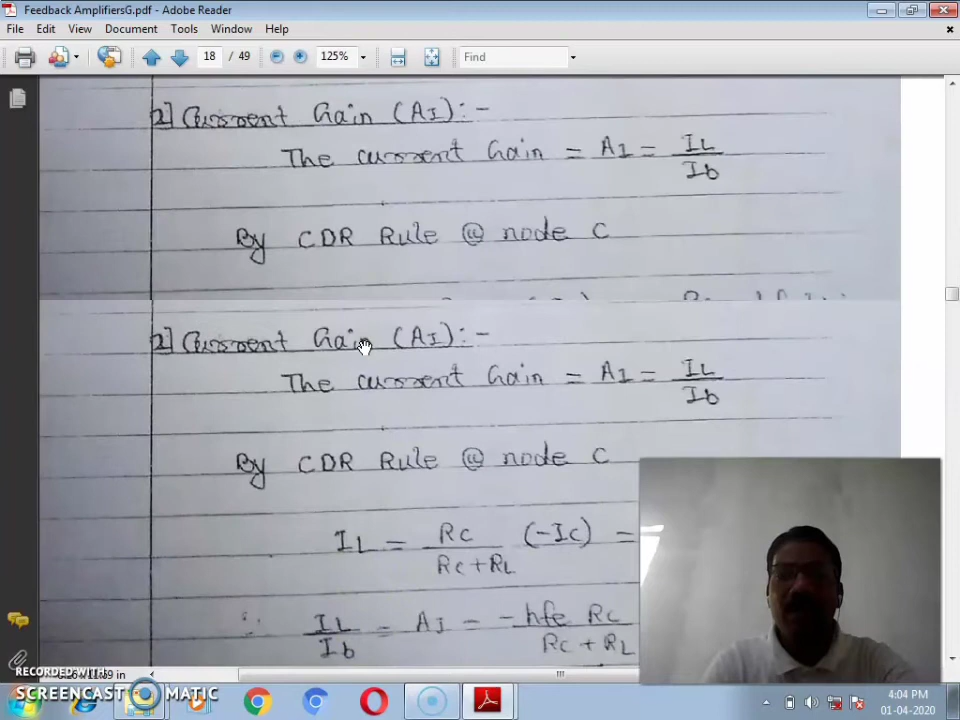 Feedback AmplifiersG.pdf - Adobe Reader
File Edit View Document Tools Window Help
18 / 49 125% Find
2] Current Gain (AI):-
The current Gain = AI = IL / Ib
By CDR Rule @ node C
2] Current Gain (AI):-
The current Gain = AI = IL / Ib
By CDR Rule @ node C
IL = RC / RC+RL (-IC) =
∴ IL / Ib = AI = -hfe RC / RC + RL
RECORDED WITH
SCREENCAST MATIC
4:04 PM
01-04-2020